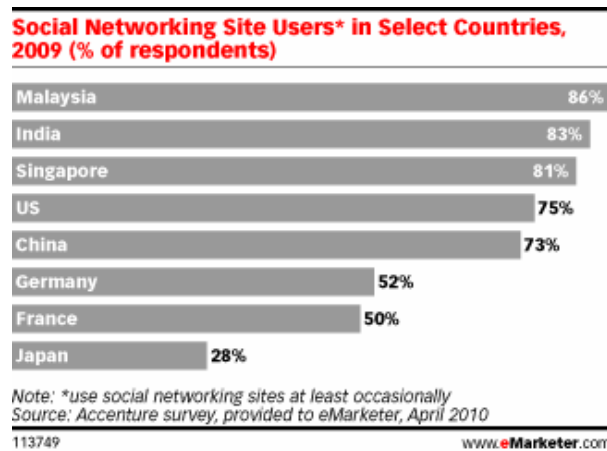 Social Networking Site Users* in Select Countries,
2009 (% of respondents)
Malaysia 86%
India 83%
Singapore 81%
US 75%
China 73%
Germany 52%
France 50%
Japan 28%
Note: *use social networking sites at least occasionally
Source: Accenture survey, provided to eMarketer, April 2010
113749 www.eMarketer.com